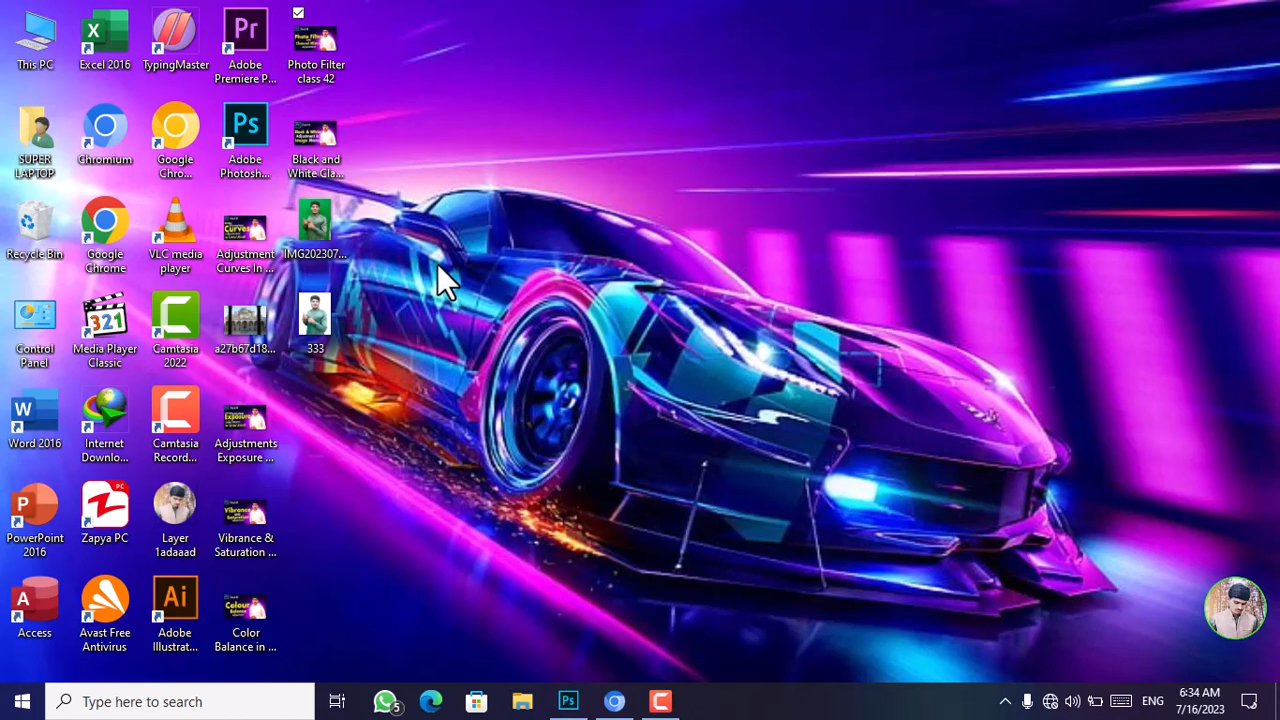 This PC
Excel 2016
TypingMaster
Adobe
Premiere P...
Photo Filter
class 42
SUPER
LAPTOP
Chromium
Google
Chro...
Adobe
Photosh...
Black and
White Cla...
Recycle Bin
Google
Chrome
VLC media
player
Adjustment
Curves In ...
IMG202307...
Control
Panel
Media Player
Classic
Camtasia
2022
a27b67d18...
333
Word 2016
Internet
Downlo...
Camtasia
Record...
Adjustments
Exposure ...
PowerPoint
2016
Zapya PC
Layer
1adaaad
Vibrance &
Saturation ...
Access
Avast Free
Antivirus
Adobe
Illustrat...
Color
Balance in ...
Type here to search
5
ENG
6:34 AM
7/16/2023